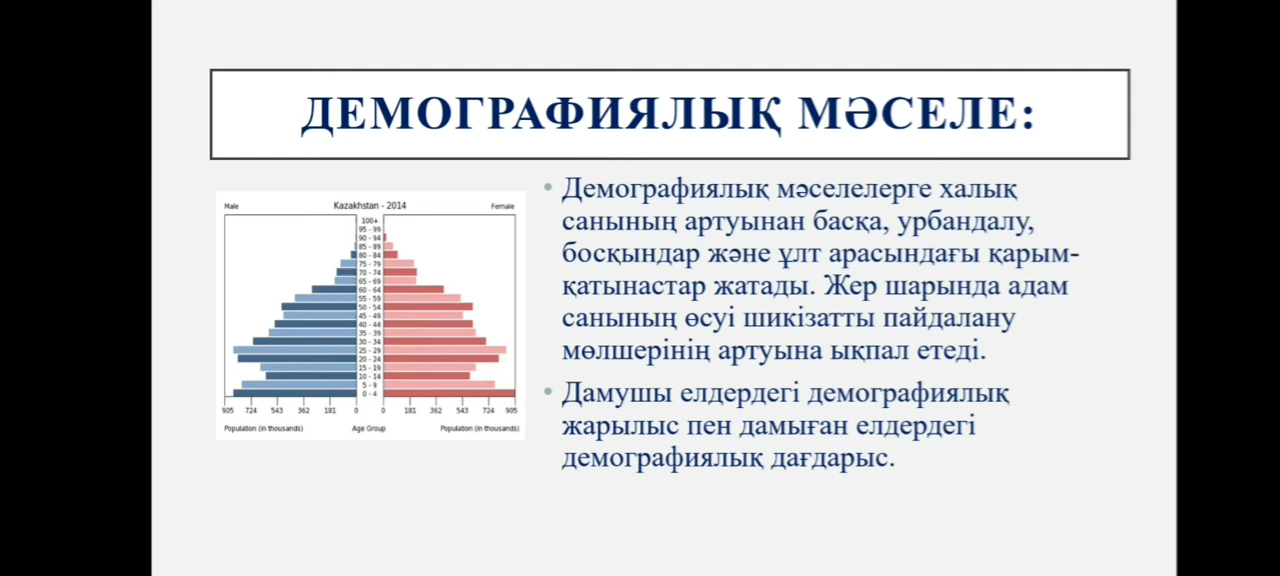 ДЕМОГРАФИЯЛЫҚ МӘСЕЛЕ:
Male Kazakhstan - 2014 Female
100+
95 - 99
90 - 94
85 - 89
80 - 84
75 - 79
70 - 74
65 - 69
60 - 64
55 - 59
50 - 54
45 - 49
40 - 44
35 - 39
30 - 34
25 - 29
20 - 24
15 - 19
10 - 14
5 - 9
0 - 4
905 724 543 362 181 0 0 181 362 543 724 905
Population (in thousands) Age Group Population (in thousands)
• Демографиялық мәселелерге халық
санының артуынан басқа, урбандалу,
босқындар және ұлт арасындағы қарым-
қатынастар жатады. Жер шарында адам
санының өсуі шикізатты пайдалану
мөлшерінің артуына ықпал етеді.
• Дамушы елдердегі демографиялық
жарылыс пен дамыған елдердегі
демографиялық дағдарыс.